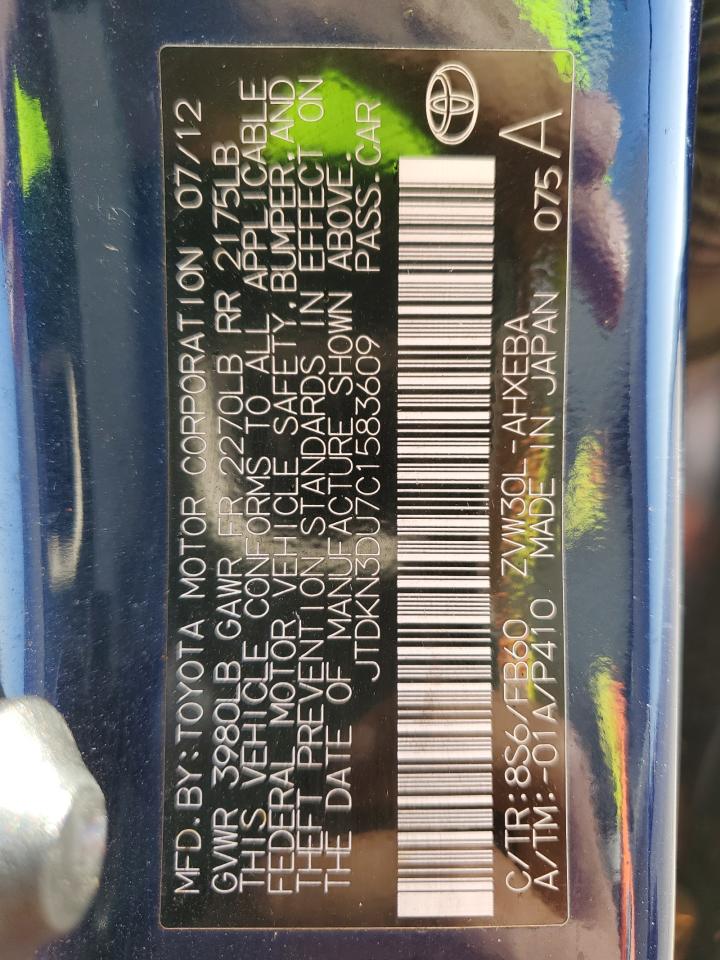 MFD. BY: TOYOTA MOTOR CORPORATION 07/12
GVWR 3980LB GAWR FR 2270LB RR 2175LB
THIS VEHICLE CONFORMS TO ALL APPLICABLE
FEDERAL MOTOR VEHICLE SAFETY, BUMPER, AND
THEFT PREVENTION STANDARDS IN EFFECT ON
THE DATE OF MANUFACTURE SHOWN ABOVE.
JTDKN3DU7C1583609 PASS. CAR
C/TR: 8S6/FB60 ZVW30L-AHXEBA
A/TM: -01A/P410 MADE IN JAPAN 075 A